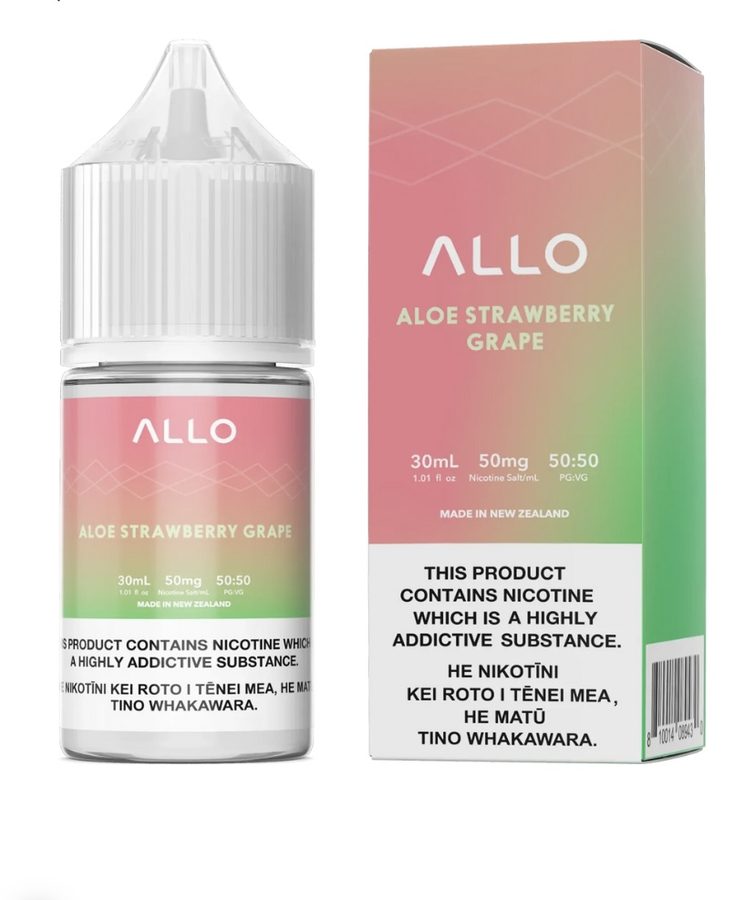 ALLO
ALOE STRAWBERRY GRAPE
30mL 50mg 50:50
1.01 fl oz Nicotine Salt/mL PG:VG
MADE IN NEW ZEALAND
PRODUCT CONTAINS NICOTINE WHICH
A HIGHLY ADDICTIVE SUBSTANCE.
NIKOTĪNI KEI ROTO I TĒNEI MEA, HE
TINO WHAKAWARA.
ALLO
ALOE STRAWBERRY
GRAPE
30mL 50mg 50:50
1.01 fl oz Nicotine Salt/mL PG:VG
MADE IN NEW ZEALAND
THIS PRODUCT
CONTAINS NICOTINE
WHICH IS A HIGHLY
ADDICTIVE SUBSTANCE.
HE NIKOTĪNI
KEI ROTO I TĒNEI MEA,
HE MATŪ
TINO WHAKAWARA.
8 10014 08943 0